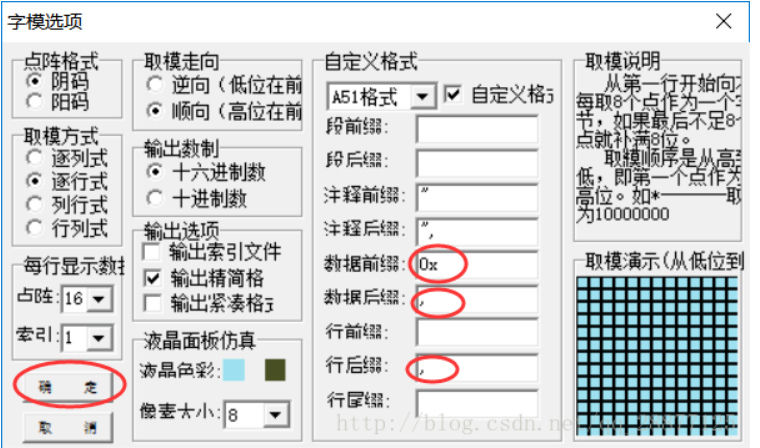 字模选项
点阵格式
阴码
阳码
取模方式
逐列式
逐行式
列行式
行列式
每行显示数
点阵: 16
索引: 1
确 定
取 消
取模走向
逆向(低位在前
顺向(高位在前
输出数制
十六进制数
十进制数
输出选项
输出索引文件
输出精简格
输出紧凑格式
液晶面板仿真
液晶色彩:
像素大小: 8
自定义格式
A51格式
自定义格式
段前缀:
段后缀:
注释前缀: "
注释后缀: ",
数据前缀: 0x
数据后缀: ,
行前缀:
行后缀: ,
行尾缀:
取模说明
从第一行开始向
每取8个点作为一个
节,如果最后不足8
点就补满8位。
取模顺序是从高到
低,即第一个点作为
高位。如*———取
为10000000
取模演示(从低位到
http://blog.csdn.ne